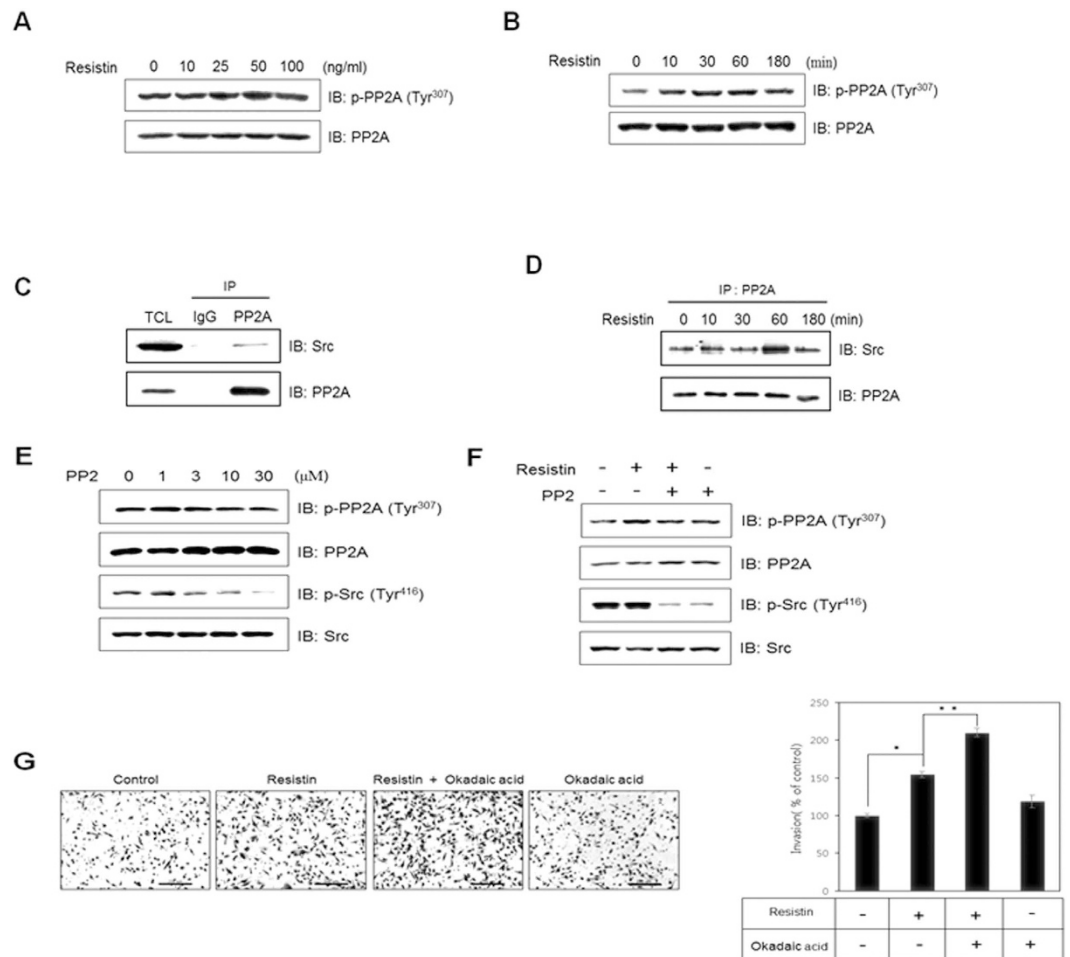 A
Resistin 0 10 25 50 100 (ng/ml)
IB: p-PP2A (Tyr³⁰⁷)
IB: PP2A
B
Resistin 0 10 30 60 180 (min)
IB: p-PP2A (Tyr³⁰⁷)
IB: PP2A
C
IP
TCL IgG PP2A
IB: Src
IB: PP2A
D
IP : PP2A
Resistin 0 10 30 60 180 (min)
IB: Src
IB: PP2A
E
PP2 0 1 3 10 30 (μM)
IB: p-PP2A (Tyr³⁰⁷)
IB: PP2A
IB: p-Src (Tyr⁴¹⁶)
IB: Src
F
Resistin - + + -
PP2 - - + +
IB: p-PP2A (Tyr³⁰⁷)
IB: PP2A
IB: p-Src (Tyr⁴¹⁶)
IB: Src
G
Control Resistin Resistin + Okadaic acid Okadaic acid
Invasion( % of control)
250
200
150
100
50
0
*
* *
Resistin - + + -
Okadaic acid - - + +